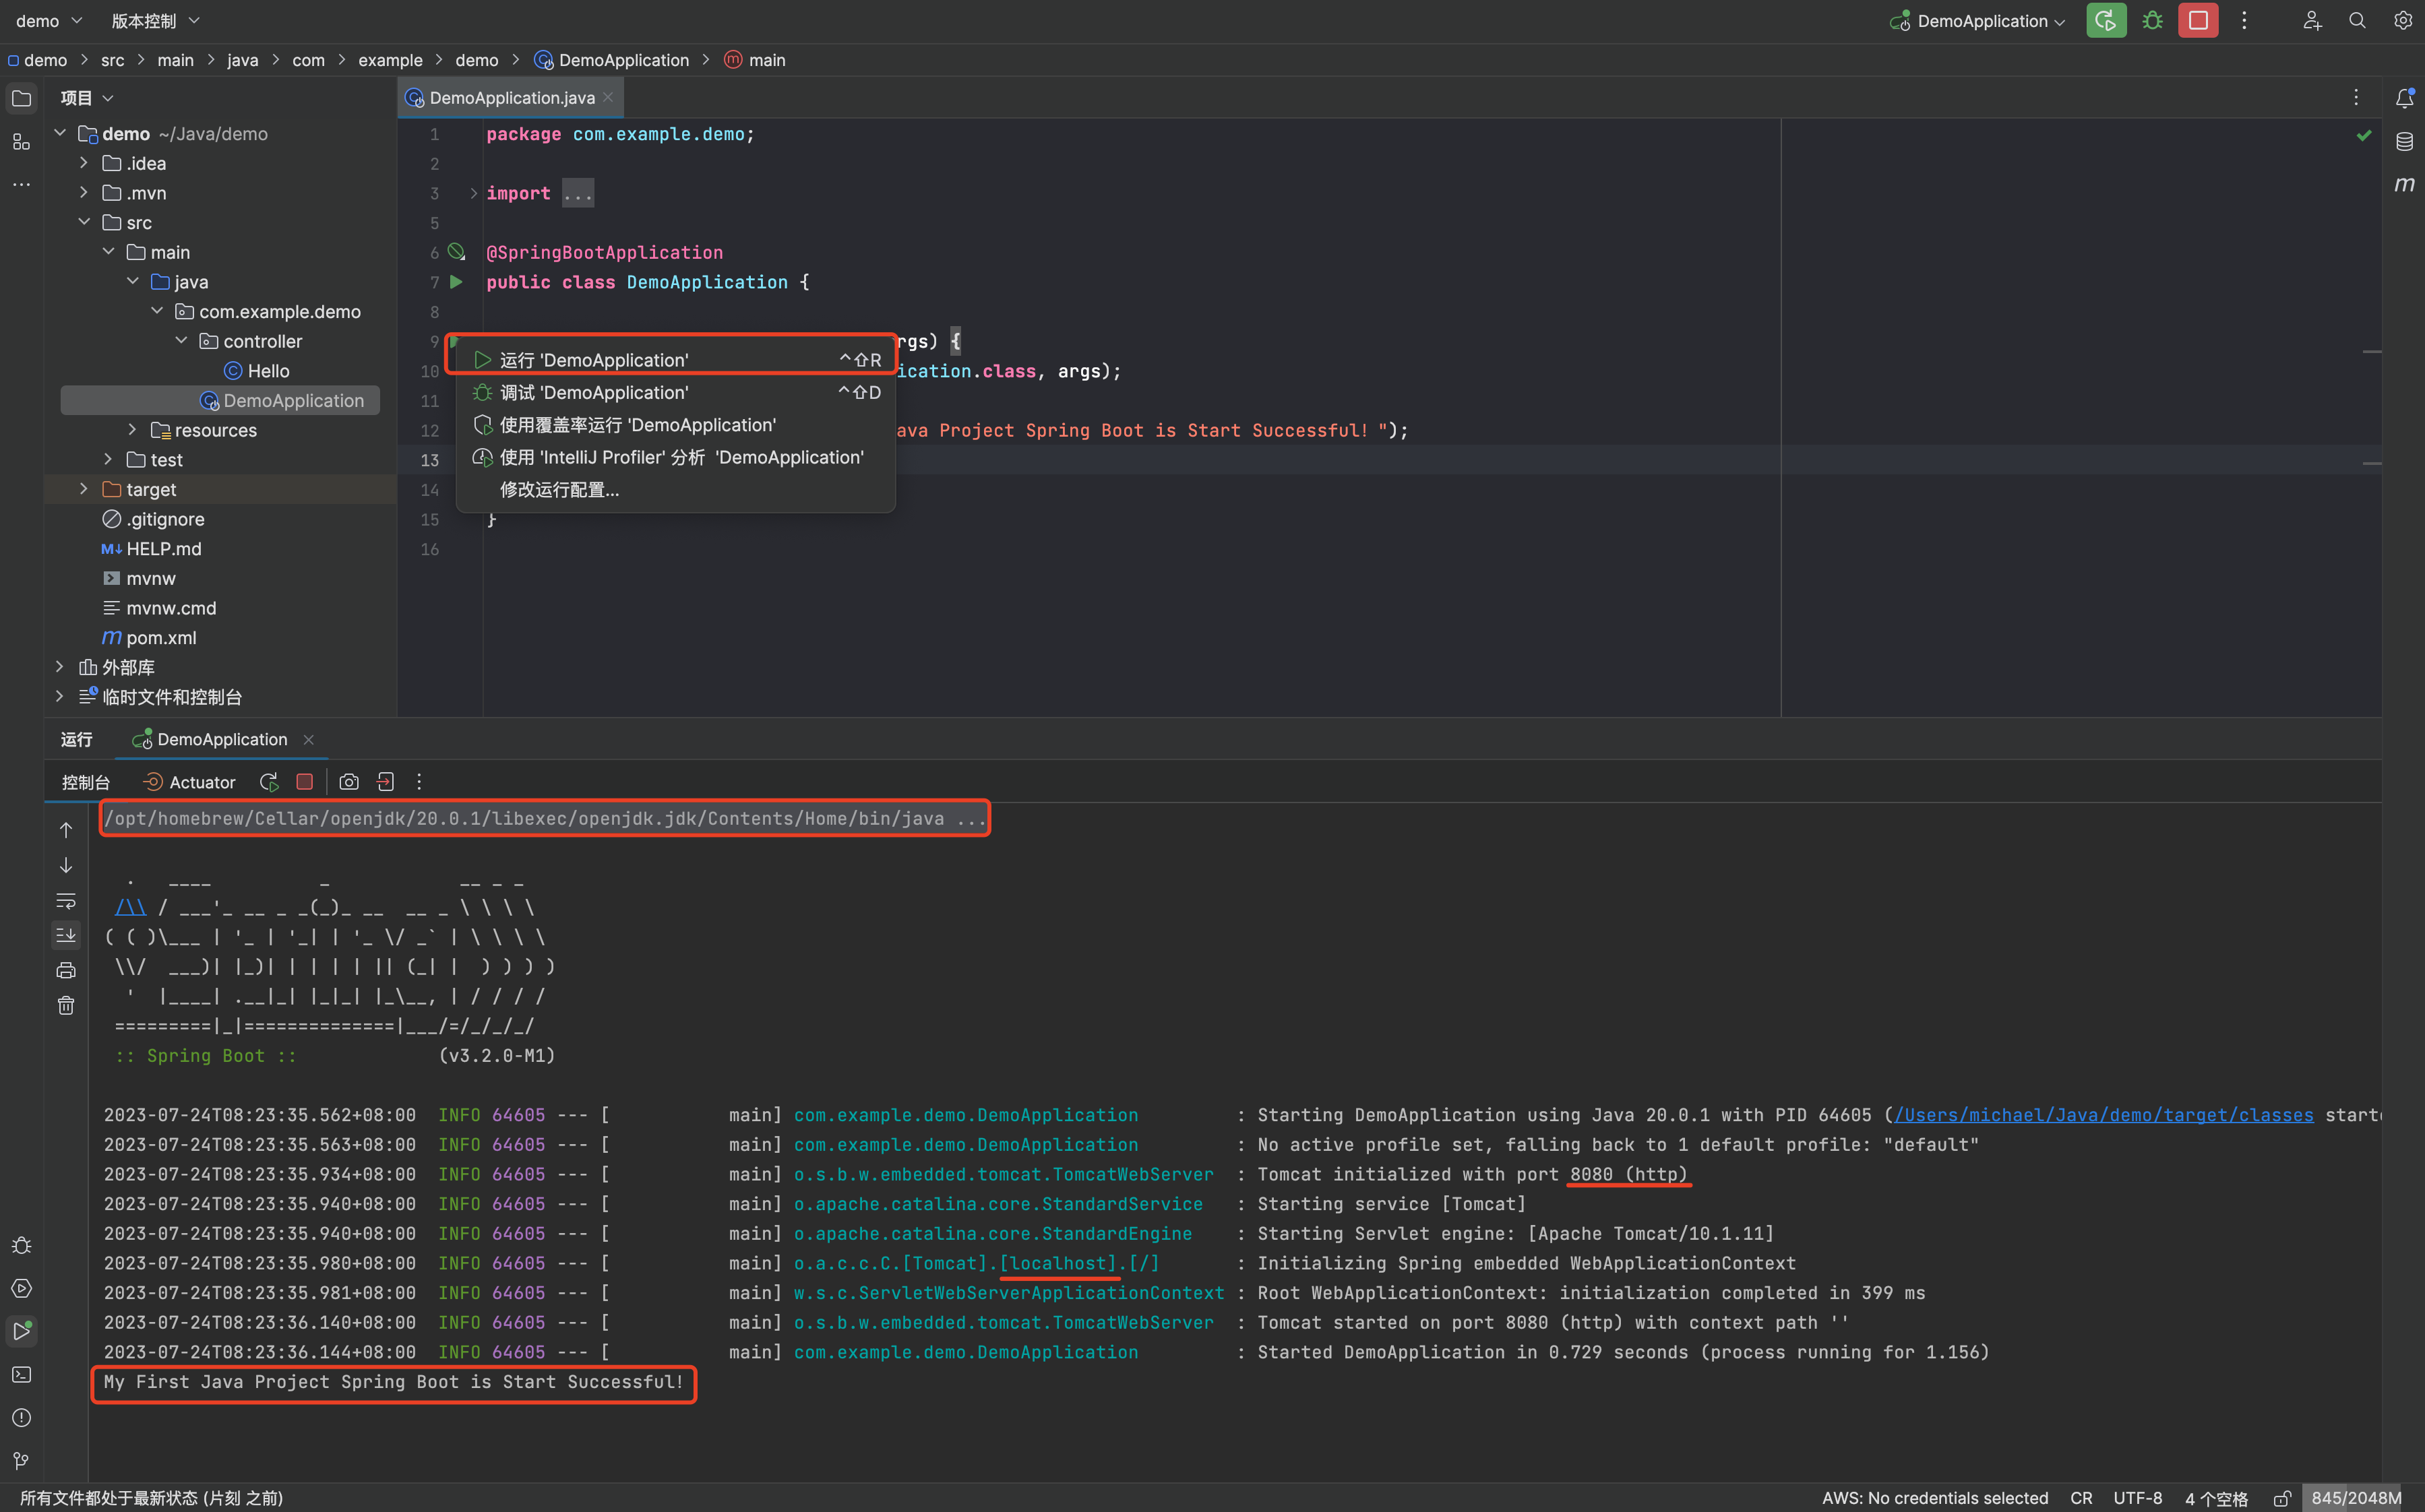 demo 版本控制 DemoApplication
demo src main java com example demo DemoApplication main
项目
DemoApplication.java
demo ~/Java/demo
.idea
.mvn
src
main
java
com.example.demo
controller
Hello
DemoApplication
resources
test
target
.gitignore
HELP.md
mvnw
mvnw.cmd
pom.xml
外部库
临时文件和控制台
1 package com.example.demo;
2
3 import ...
5
6 @SpringBootApplication
7 public class DemoApplication {
8
9 rgs) {
10 ication.class, args);
11
12 ava Project Spring Boot is Start Successful! ");
13
14
15 }
16
运行 'DemoApplication' ^⇧R
调试 'DemoApplication' ^⇧D
使用覆盖率运行 'DemoApplication'
使用 'IntelliJ Profiler' 分析 'DemoApplication'
修改运行配置...
运行 DemoApplication
控制台 Actuator
/opt/homebrew/Cellar/openjdk/20.0.1/libexec/openjdk.jdk/Contents/Home/bin/java ...
  .   ____          _            __ _ _
 /\\ / ___'_ __ _ _(_)_ __  __ _ \ \ \ \
( ( )\___ | '_ | '_| | '_ \/ _` | \ \ \ \
 \\/  ___)| |_)| | | | | || (_| |  ) ) ) )
  '  |____| .__|_| |_|_| |_\__, | / / / /
 =========|_|==============|___/=/_/_/_/
 :: Spring Boot ::             (v3.2.0-M1)
2023-07-24T08:23:35.562+08:00  INFO 64605 --- [           main] com.example.demo.DemoApplication         : Starting DemoApplication using Java 20.0.1 with PID 64605 (/Users/michael/Java/demo/target/classes starte
2023-07-24T08:23:35.563+08:00  INFO 64605 --- [           main] com.example.demo.DemoApplication         : No active profile set, falling back to 1 default profile: "default"
2023-07-24T08:23:35.934+08:00  INFO 64605 --- [           main] o.s.b.w.embedded.tomcat.TomcatWebServer  : Tomcat initialized with port 8080 (http)
2023-07-24T08:23:35.940+08:00  INFO 64605 --- [           main] o.apache.catalina.core.StandardService   : Starting service [Tomcat]
2023-07-24T08:23:35.940+08:00  INFO 64605 --- [           main] o.apache.catalina.core.StandardEngine    : Starting Servlet engine: [Apache Tomcat/10.1.11]
2023-07-24T08:23:35.980+08:00  INFO 64605 --- [           main] o.a.c.c.C.[Tomcat].[localhost].[/]       : Initializing Spring embedded WebApplicationContext
2023-07-24T08:23:35.981+08:00  INFO 64605 --- [           main] w.s.c.ServletWebServerApplicationContext : Root WebApplicationContext: initialization completed in 399 ms
2023-07-24T08:23:36.140+08:00  INFO 64605 --- [           main] o.s.b.w.embedded.tomcat.TomcatWebServer  : Tomcat started on port 8080 (http) with context path ''
2023-07-24T08:23:36.144+08:00  INFO 64605 --- [           main] com.example.demo.DemoApplication         : Started DemoApplication in 0.729 seconds (process running for 1.156)
My First Java Project Spring Boot is Start Successful!
所有文件都处于最新状态 (片刻 之前) AWS: No credentials selected CR UTF-8 4 个空格 845/2048M